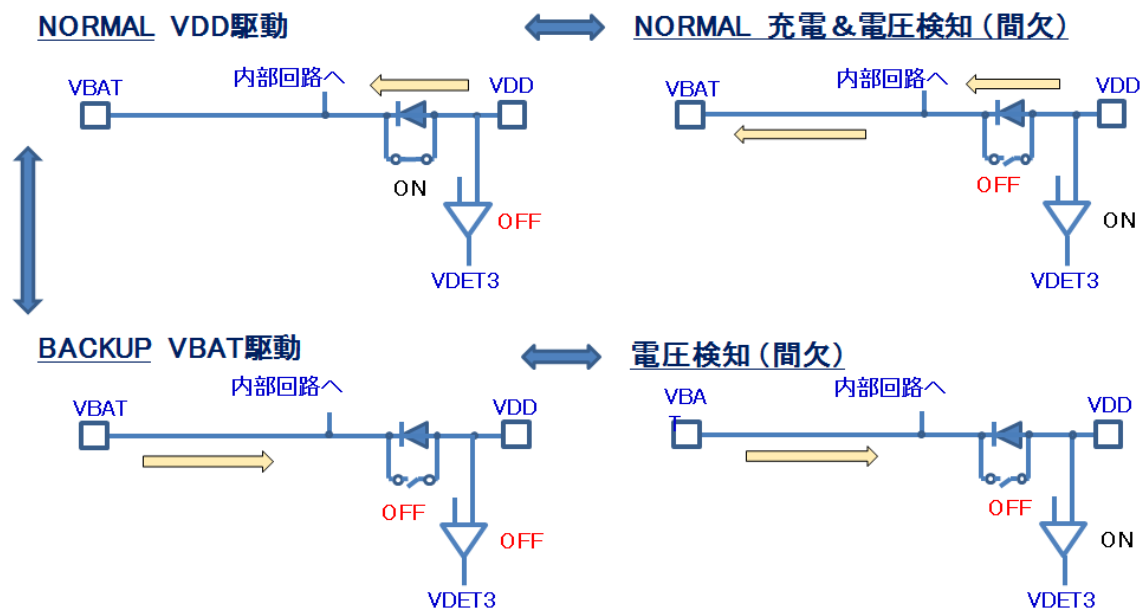 NORMAL VDD駆動
NORMAL 充電&電圧検知(間欠)
VBAT
内部回路へ
VDD
ON
OFF
VDET3
VBAT
内部回路へ
VDD
OFF
ON
VDET3
BACKUP VBAT駆動
電圧検知(間欠)
VBAT
内部回路へ
VDD
OFF
OFF
VDET3
VBA
T
内部回路へ
VDD
OFF
ON
VDET3